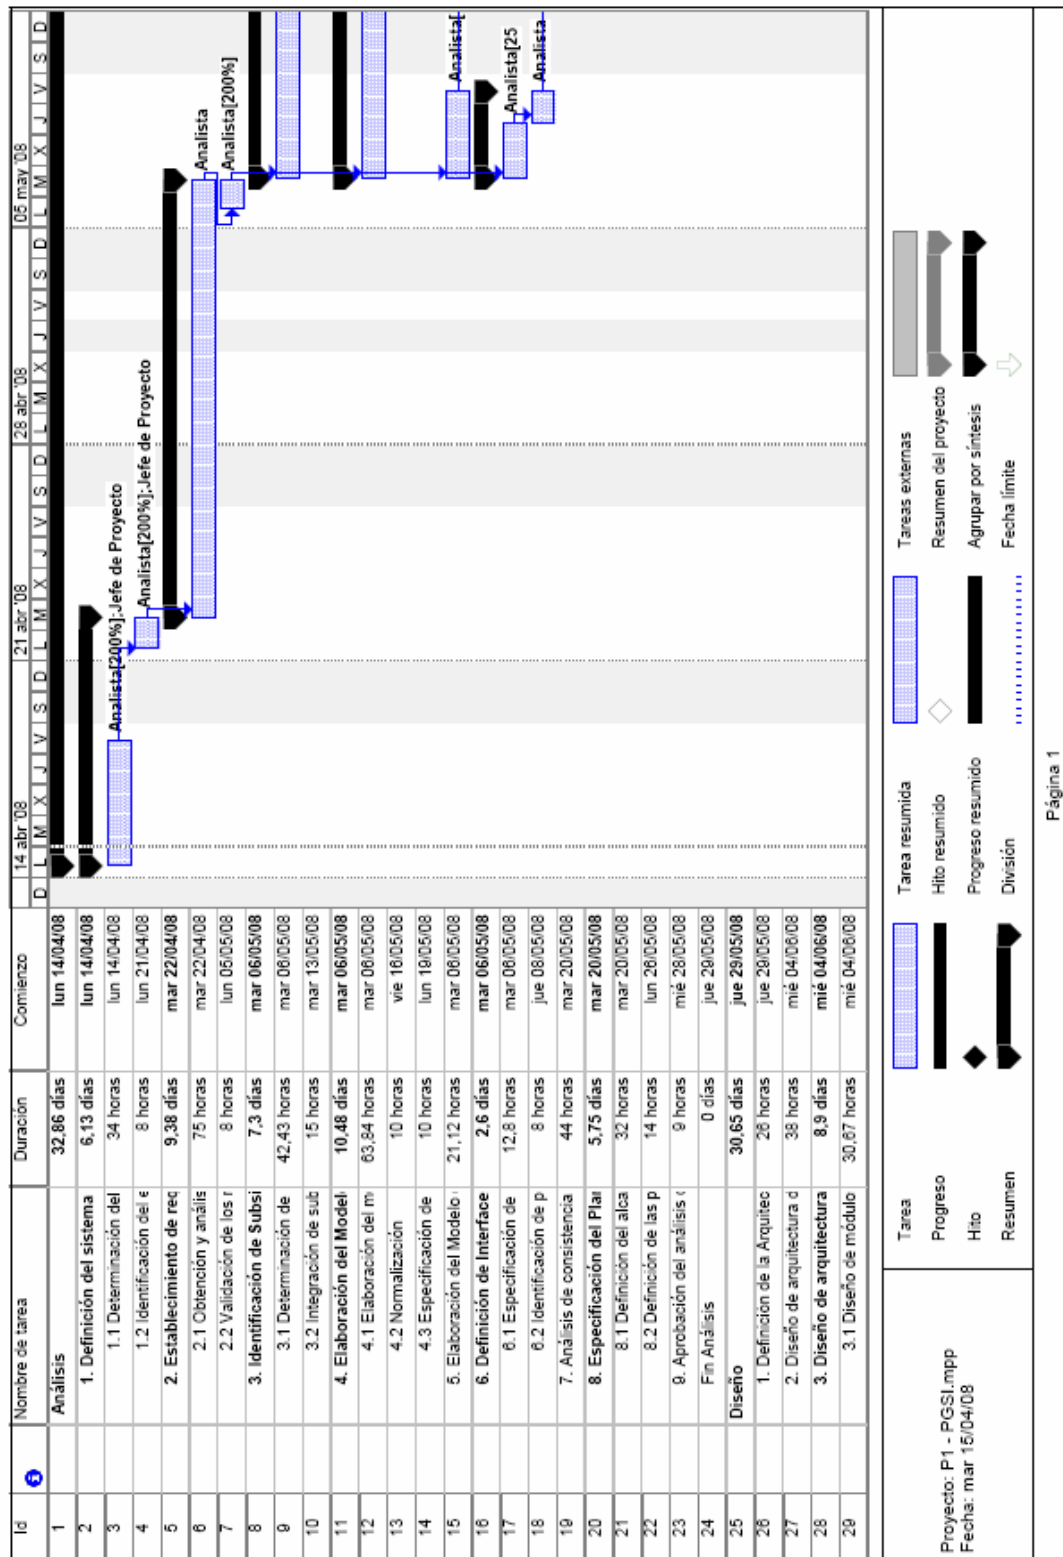 Id Nombre de tarea Duración Comienzo
14 abr '08 21 abr '08 28 abr '08 05 may '08
D L M X J V S D L M X J V S D L M X J V S D L M X J V S D
1 Análisis 32,86 días lun 14/04/08
2 1. Definición del sistema 6,13 días lun 14/04/08
3 1.1 Determinación del 34 horas lun 14/04/08 Analista[200%];Jefe de Proyecto
4 1.2 Identificación del e 8 horas lun 21/04/08 Analista[200%];Jefe de Proyecto
5 2. Establecimiento de req 9,38 días mar 22/04/08
6 2.1 Obtención y anális 75 horas mar 22/04/08 Analista
7 2.2 Validación de los r 8 horas lun 05/05/08 Analista[200%]
8 3. Identificación de Subsi 7,3 días mar 06/05/08
9 3.1 Determinación de 42,43 horas mar 06/05/08
10 3.2 Integración de sub 15 horas mar 13/05/08
11 4. Elaboración del Model 10,48 días mar 06/05/08
12 4.1 Elaboración del m 63,84 horas mar 06/05/08
13 4.2 Normalización 10 horas vie 16/05/08
14 4.3 Especificación de 10 horas lun 19/05/08
15 5. Elaboración del Modelo 21,12 horas mar 06/05/08 Analista[
16 6. Definición de Interface 2,6 días mar 06/05/08
17 6.1 Especificación de 12,8 horas mar 06/05/08 Analista[25
18 6.2 Identificación de p 8 horas jue 08/05/08 Analista
19 7. Análisis de consistencia 44 horas mar 20/05/08
20 8. Especificación del Plan 5,75 días mar 20/05/08
21 8.1 Definición del alca 32 horas mar 20/05/08
22 8.2 Definición de las p 14 horas lun 26/05/08
23 9. Aprobación del análisis 9 horas mié 28/05/08
24 Fin Análisis 0 días jue 29/05/08
25 Diseño 30,65 días jue 29/05/08
26 1. Definición de la Arquitec 26 horas jue 29/05/08
27 2. Diseño de arquitectura d 38 horas mié 04/06/08
28 3. Diseño de arquitectura 8,9 días mié 04/06/08
29 3.1 Diseño de módulo 30,67 horas mié 04/06/08
Proyecto: P1 - PGSI.mpp
Fecha: mar 15/04/08
Tarea Tarea resumida Tareas externas
Progreso Hito resumido Resumen del proyecto
Hito Progreso resumido Agrupar por síntesis
Resumen División Fecha límite
Página 1